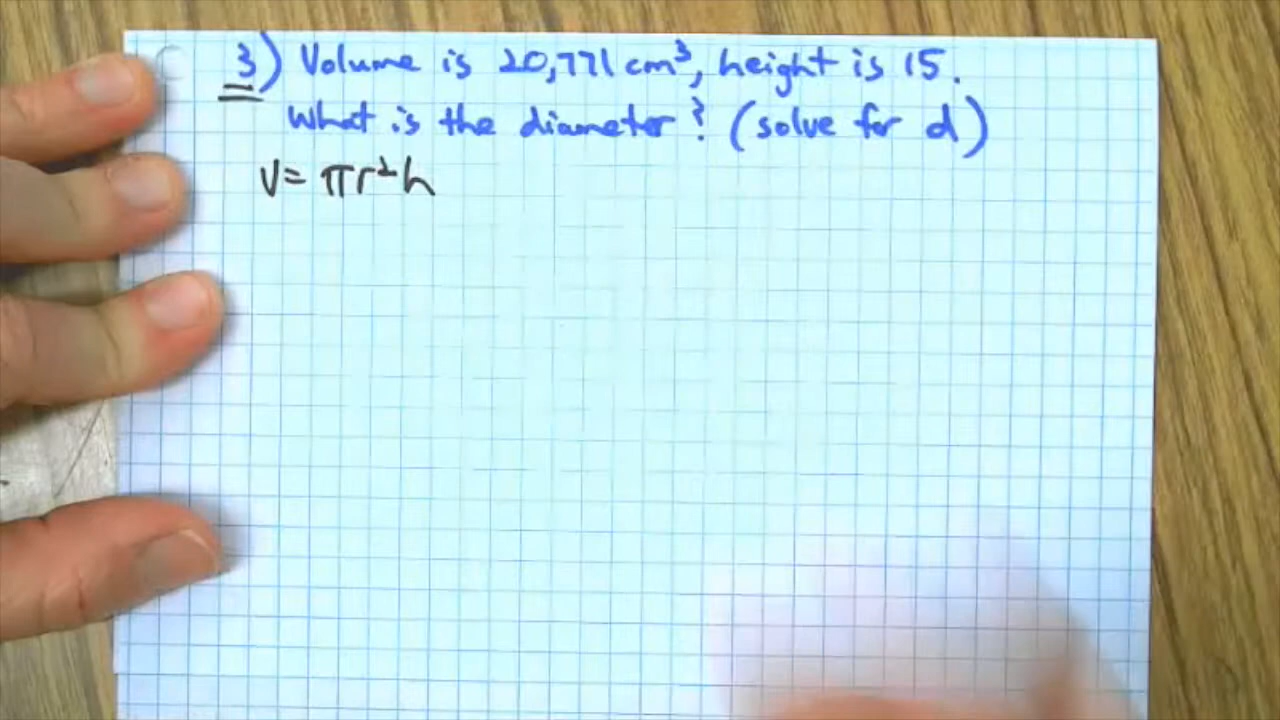 3) Volume is 20,771 cm³, height is 15.
What is the diameter? (solve for d)
V= πr²h